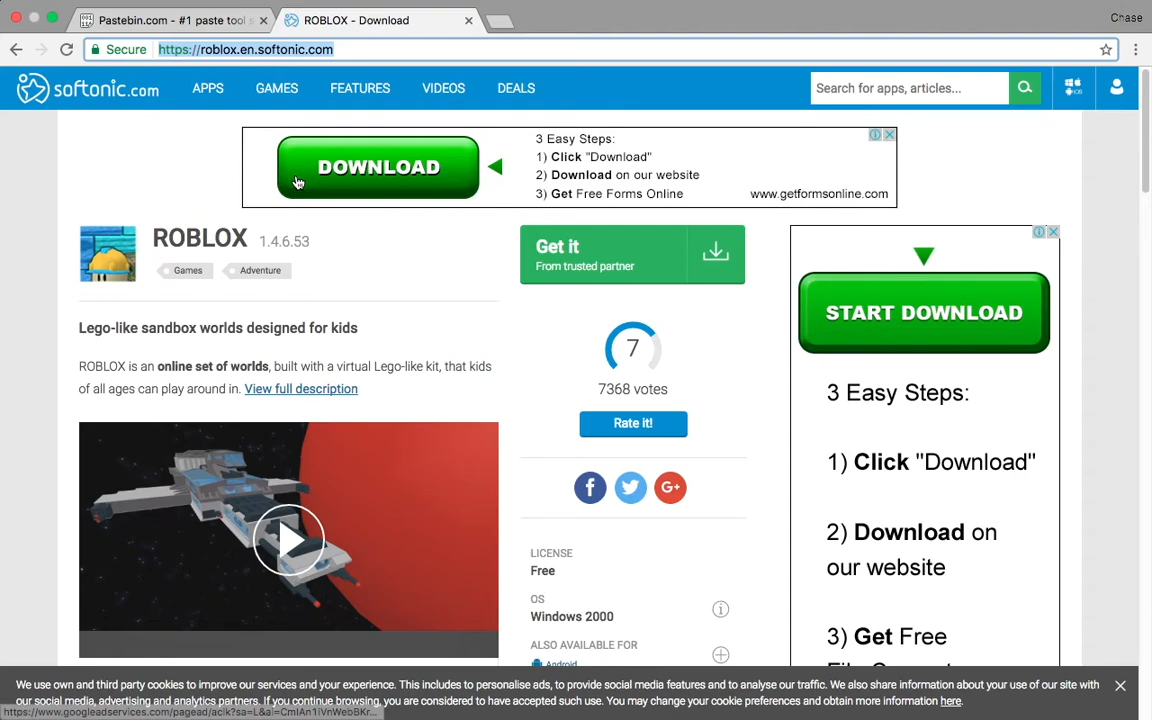 Pastebin.com - #1 paste tool s
ROBLOX - Download
Chase
Secure https://roblox.en.softonic.com
softonic.com APPS GAMES FEATURES VIDEOS DEALS Search for apps, articles...
DOWNLOAD
3 Easy Steps:
1) Click "Download"
2) Download on our website
3) Get Free Forms Online www.getformsonline.com
ROBLOX 1.4.6.53
Games Adventure
Lego-like sandbox worlds designed for kids
ROBLOX is an online set of worlds, built with a virtual Lego-like kit, that kids
of all ages can play around in. View full description
Get it
From trusted partner
7
7368 votes
Rate it!
f G+
LICENSE
Free
OS
Windows 2000
ALSO AVAILABLE FOR
Android
START DOWNLOAD
3 Easy Steps:
1) Click "Download"
2) Download on
our website
3) Get Free
We use own and third party cookies to improve our services and your experience. This includes to personalise ads, to provide social media features and to analyse our traffic. We also share information about your use of our site with
our social media, advertising and analytics partners. If you continue browsing, you are considered to have accepted such use. You may change your cookie preferences and obtain more information here.